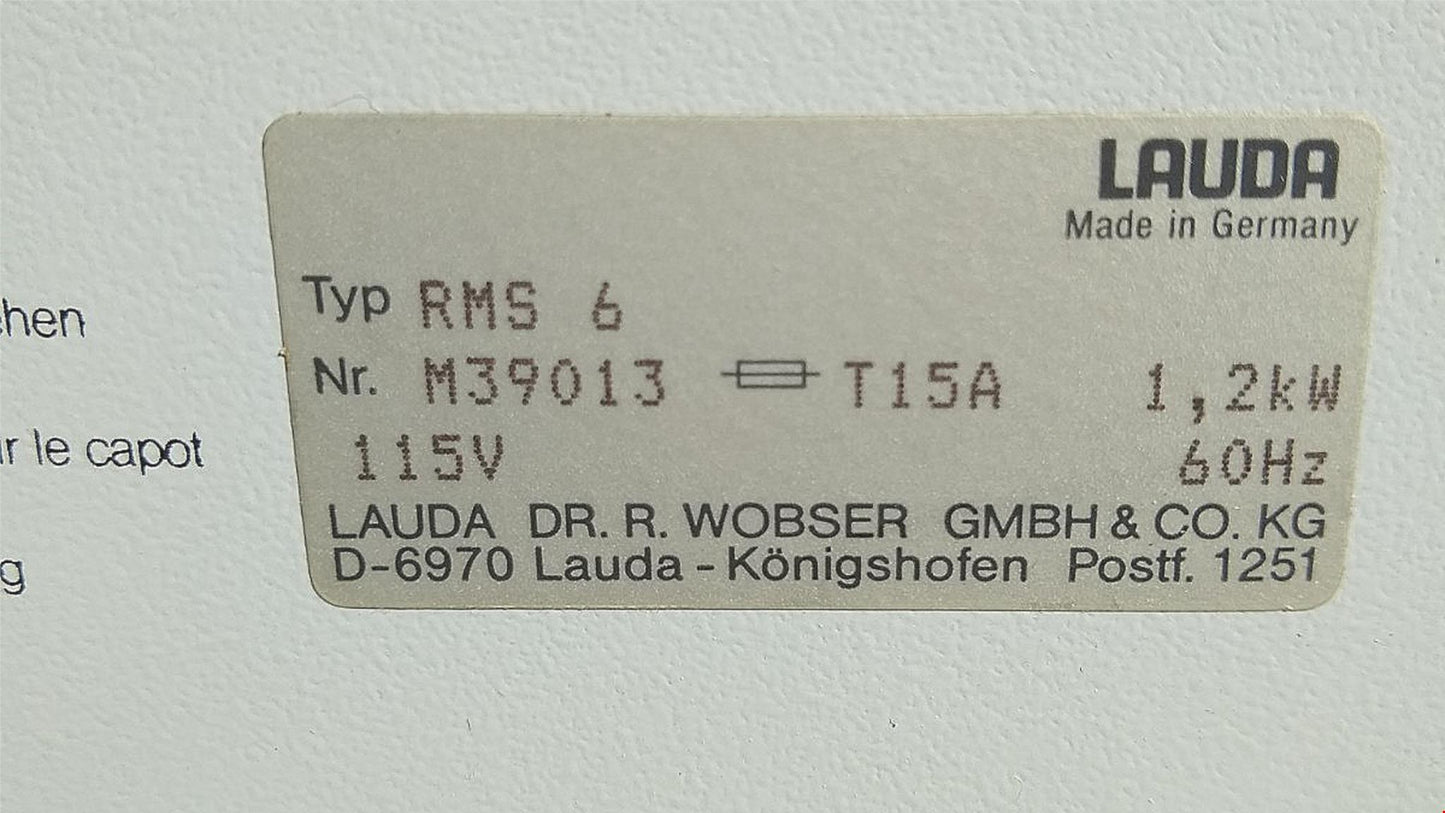 LAUDA
Made in Germany
Typ RMS 6
Nr. M39013 T15A 1,2kW
115V 60Hz
LAUDA DR. R. WOBSER GMBH & CO. KG
D-6970 Lauda - Königshofen Postf. 1251
le capot